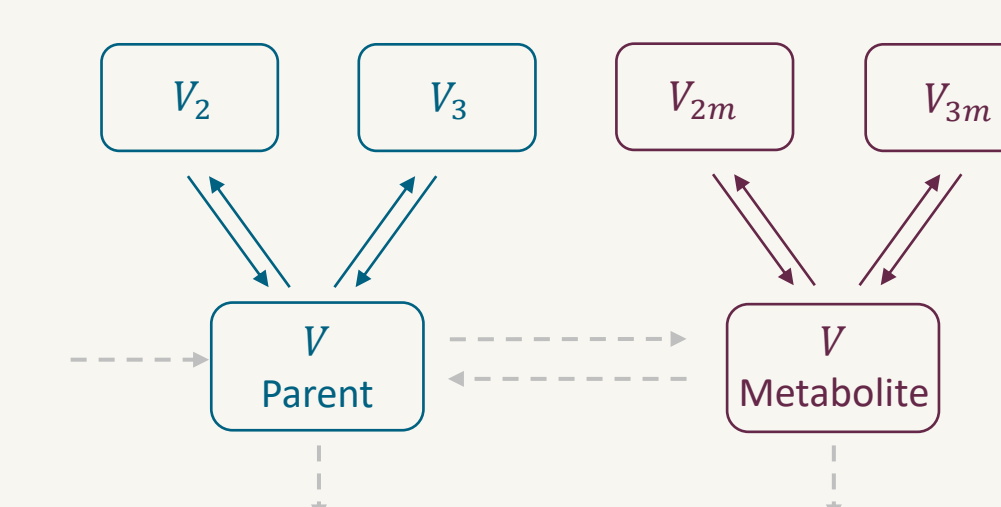 V₂
V₃
V₂ₘ
V₃ₘ
V
Parent
V
Metabolite